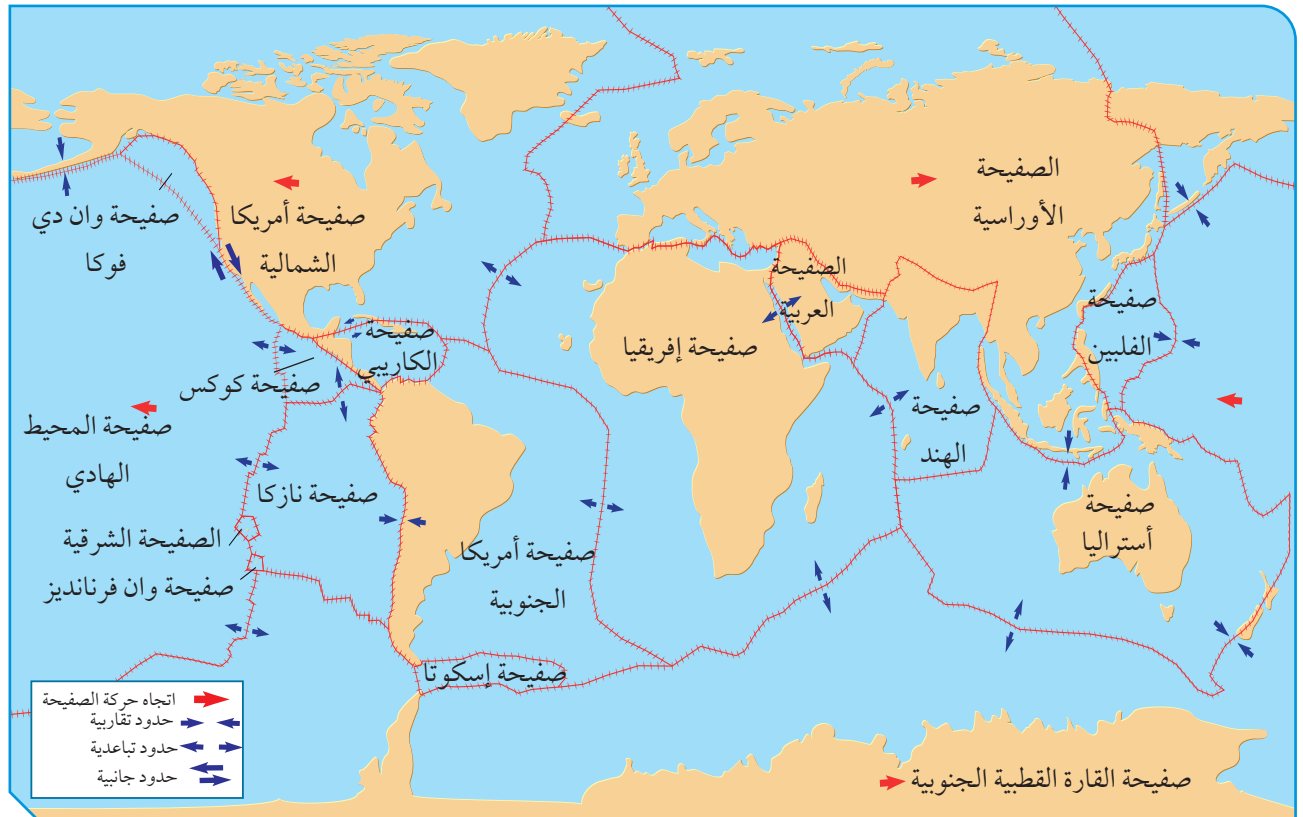 الصفيحة
الأوراسية
صفيحة أمريكا
الشمالية
صفيحة وان دي
فوكا
الصفيحة
العربية
صفيحة
الفلبين
صفيحة
الكاريبي
صفيحة إفريقيا
صفيحة كوكس
صفيحة
الهند
صفيحة المحيط
الهادي
صفيحة نازكا
صفيحة
أستراليا
الصفيحة الشرقية
صفيحة أمريكا
الجنوبية
صفيحة وان فرنانديز
صفيحة إسكوتا
صفيحة القارة القطبية الجنوبية
اتجاه حركة الصفيحة
حدود تقاربية
حدود تباعدية
حدود جانبية